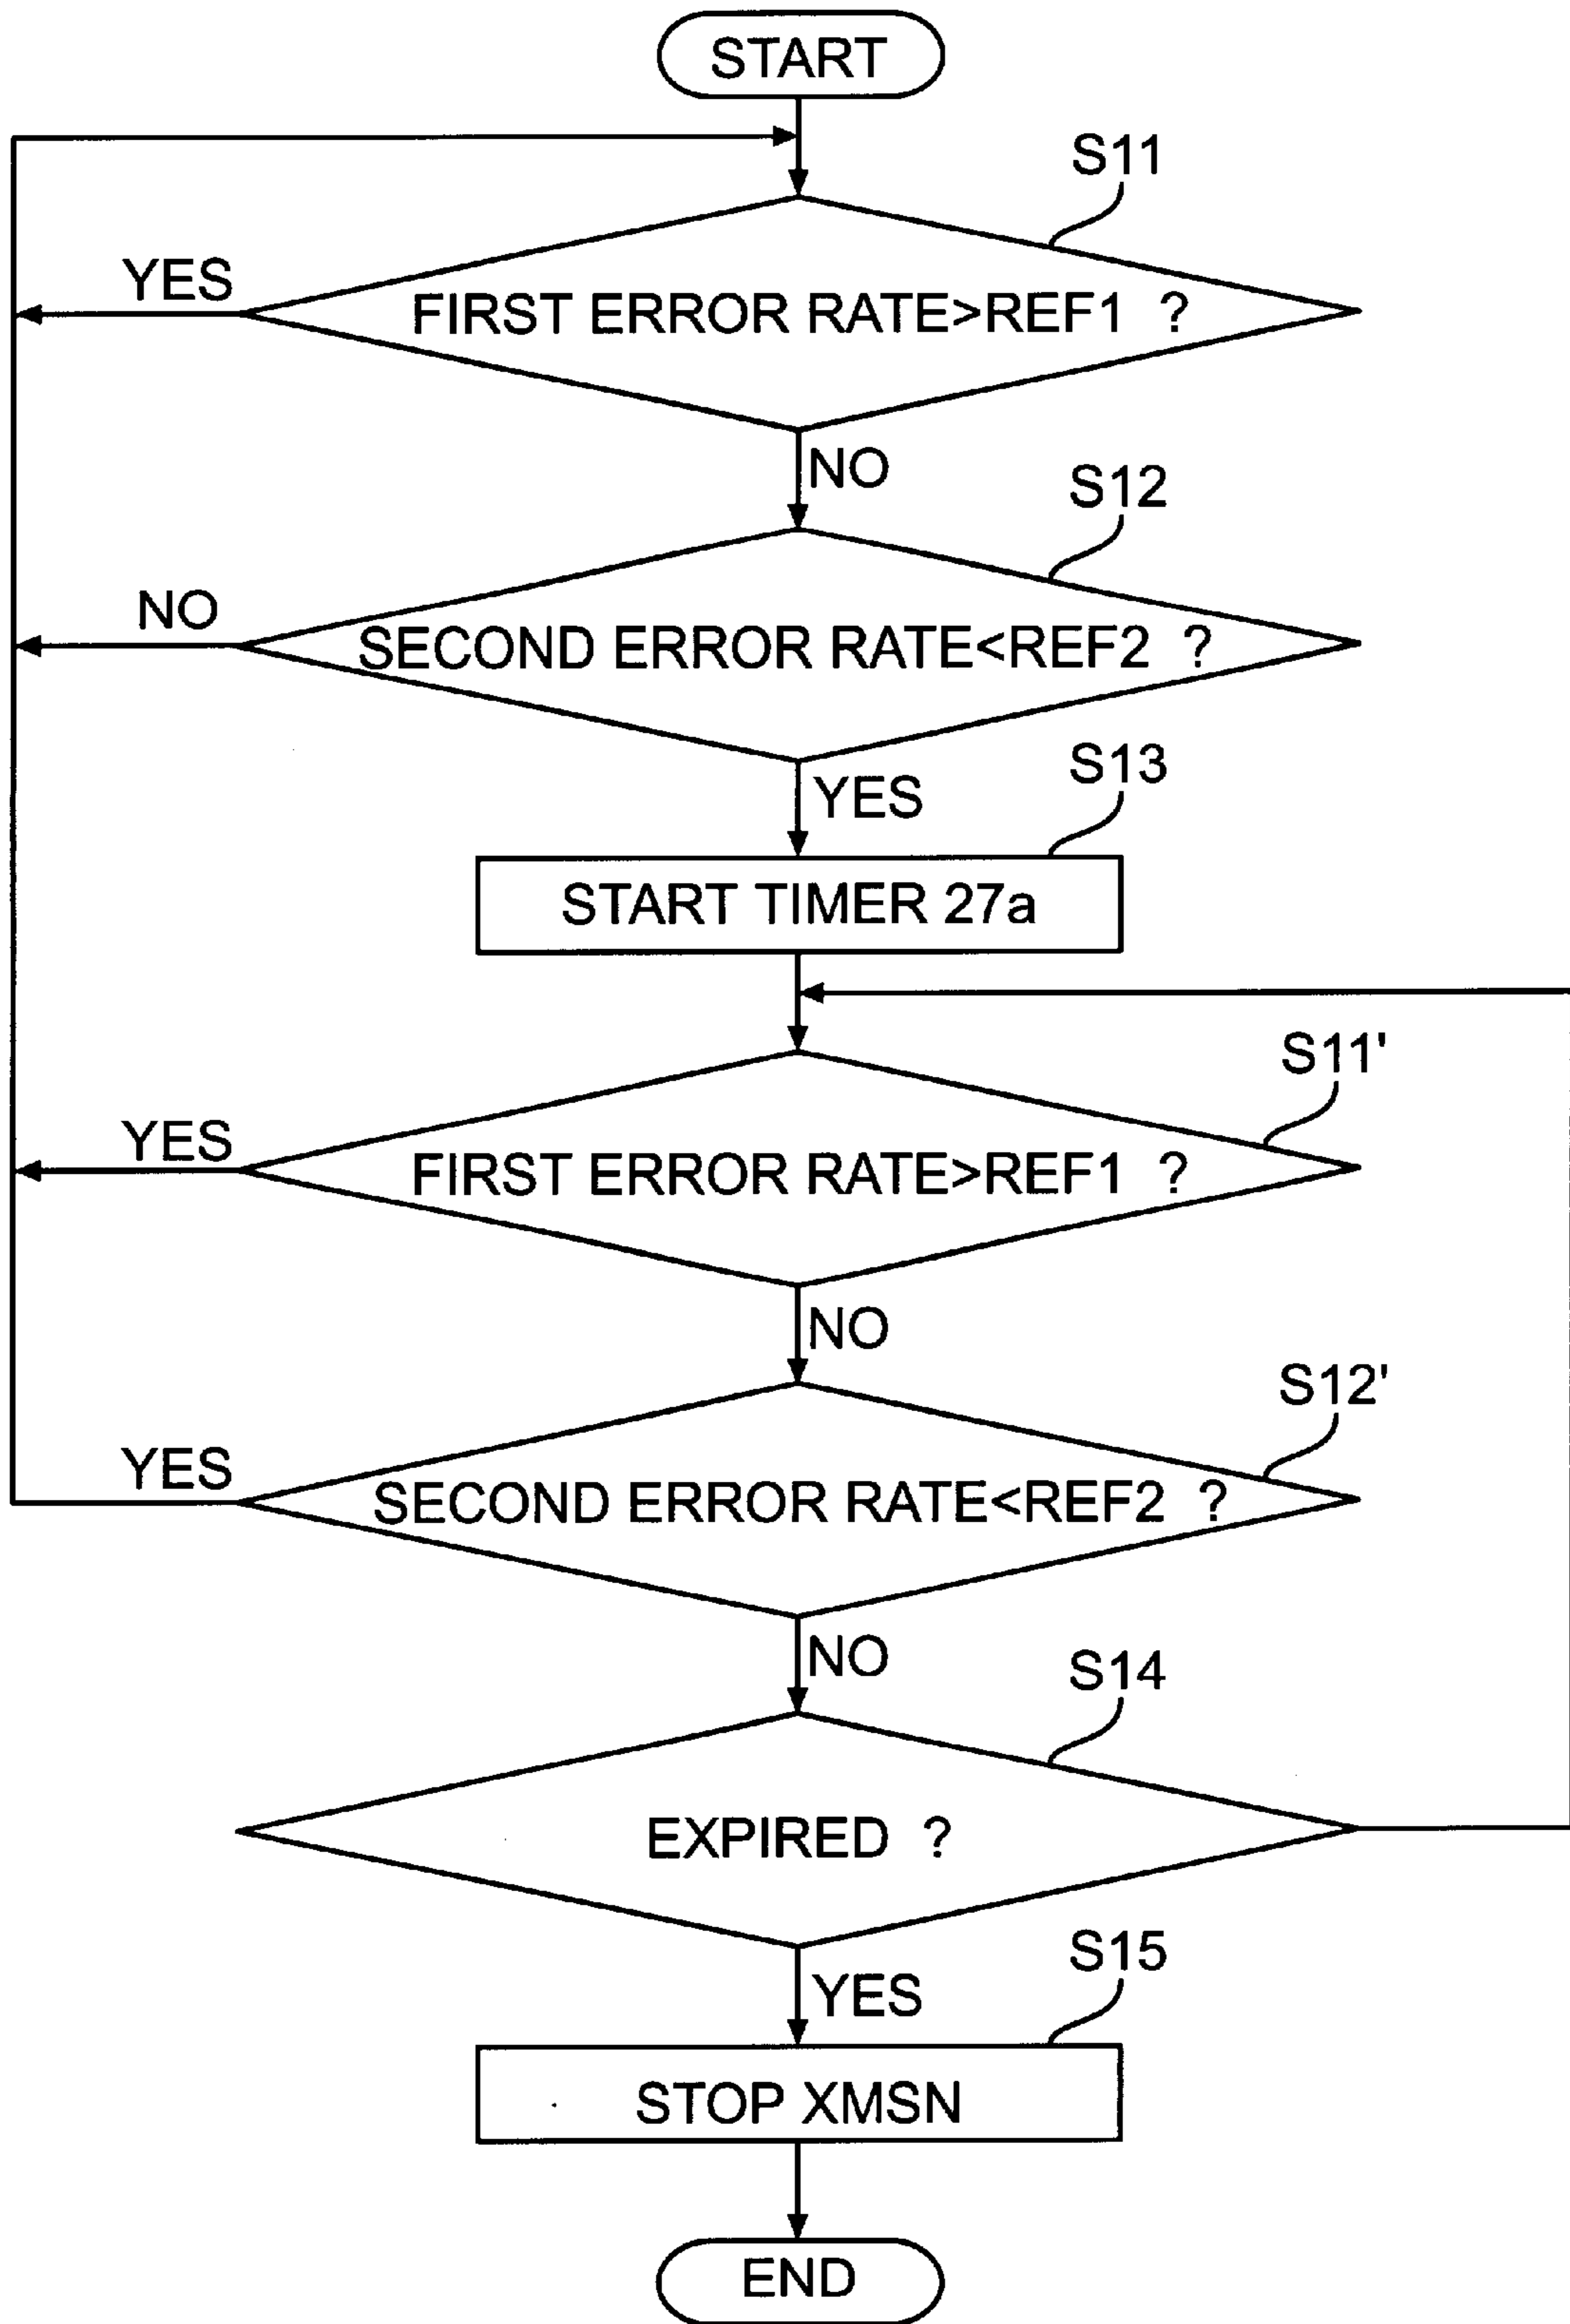 START
S11
YES
FIRST ERROR RATE>REF1 ?
NO
S12
NO
SECOND ERROR RATE<REF2 ?
S13
YES
START TIMER 27a
S11'
YES
FIRST ERROR RATE>REF1 ?
NO
S12'
YES
SECOND ERROR RATE<REF2 ?
NO
S14
EXPIRED ?
S15
YES
STOP XMSN
END